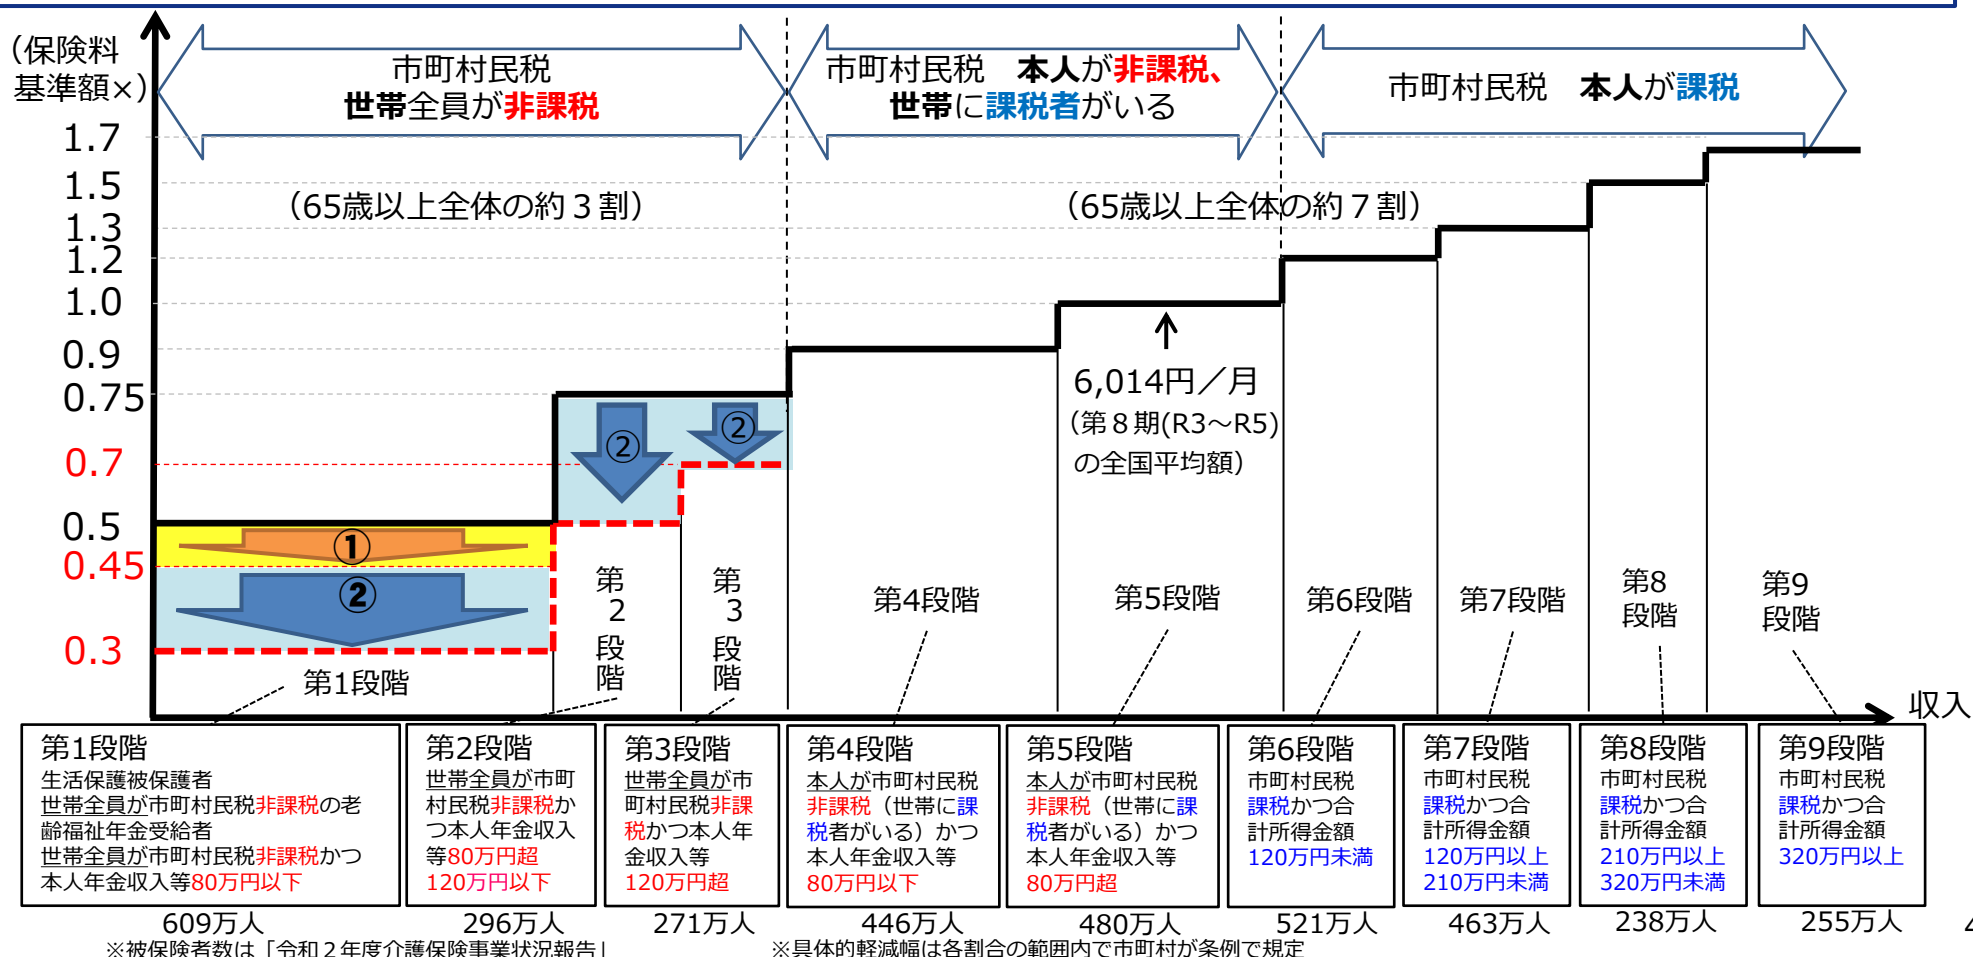 （保険料
基準額×）
市町村民税
世帯全員が非課税
市町村民税　本人が非課税、
世帯に課税者がいる
市町村民税　本人が課税
（65歳以上全体の約３割）
（65歳以上全体の約７割）
1.7
1.5
1.3
1.2
1.0
0.9
0.75
0.7
0.5
0.45
0.3
①
②
②
②
6,014円／月
（第８期(R3～R5)
の全国平均額）
第1段階
第２段階
第３段階
第4段階
第5段階
第6段階
第7段階
第8
段階
第9
段階
収入
第1段階
生活保護被保護者
世帯全員が市町村民税非課税の老
齢福祉年金受給者
世帯全員が市町村民税非課税かつ
本人年金収入等80万円以下
第2段階
世帯全員が市町
村民税非課税か
つ本人年金収入
等80万円超
120万円以下
第3段階
世帯全員が市
町村民税非課
税かつ本人年
金収入等
120万円超
第4段階
本人が市町村民税
非課税（世帯に課
税者がいる）かつ
本人年金収入等
80万円以下
第5段階
本人が市町村民税
非課税（世帯に課
税者がいる）かつ
本人年金収入等
80万円超
第6段階
市町村民税
課税かつ合
計所得金額
120万円未満
第7段階
市町村民税
課税かつ合
計所得金額
120万円以上
210万円未満
第8段階
市町村民税
課税かつ合
計所得金額
210万円以上
320万円未満
第9段階
市町村民税
課税かつ合
計所得金額
320万円以上
609万人
296万人
271万人
446万人
480万人
521万人
463万人
238万人
255万人
※被保険者数は「令和２年度介護保険事業状況報告」
※具体的軽減幅は各割合の範囲内で市町村が条例で規定